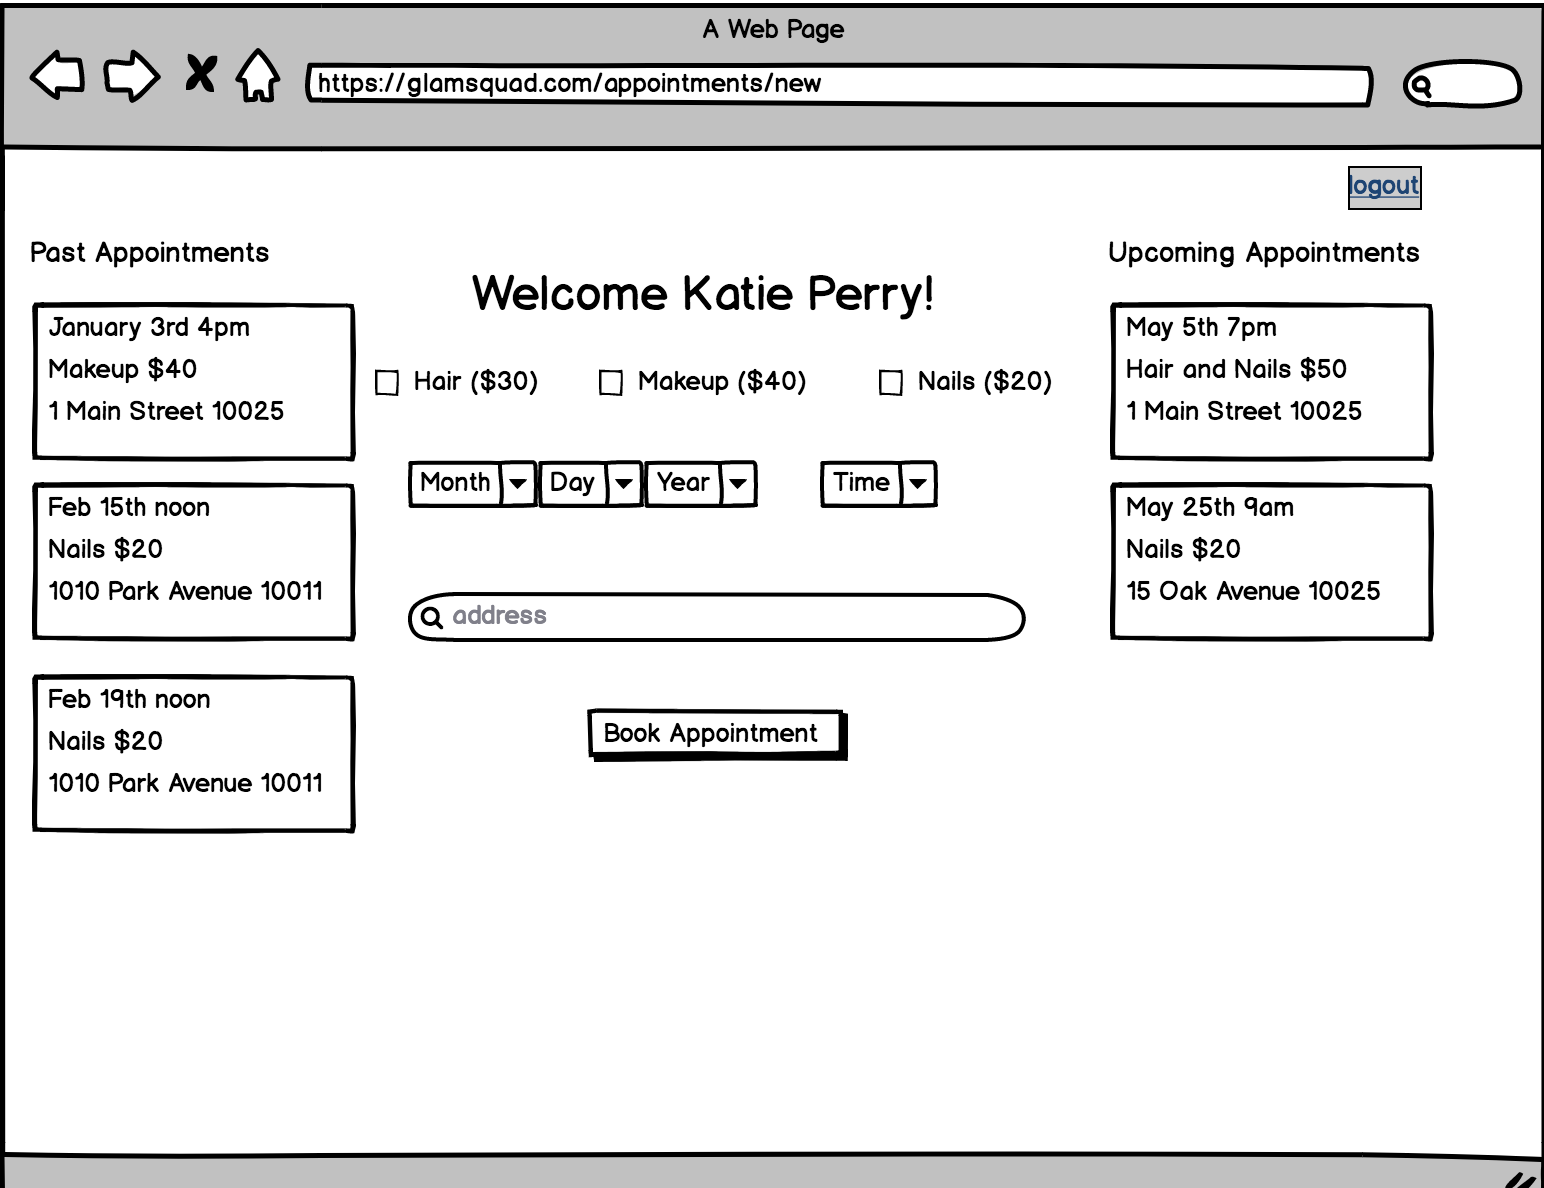 A Web Page
https://glamsquad.com/appointments/new
logout
Past Appointments
January 3rd 4pm
Makeup $40
1 Main Street 10025
Feb 15th noon
Nails $20
1010 Park Avenue 10011
Feb 19th noon
Nails $20
1010 Park Avenue 10011
Welcome Katie Perry!
Hair ($30) Makeup ($40) Nails ($20)
Month Day Year Time
address
Book Appointment
Upcoming Appointments
May 5th 7pm
Hair and Nails $50
1 Main Street 10025
May 25th 9am
Nails $20
15 Oak Avenue 10025